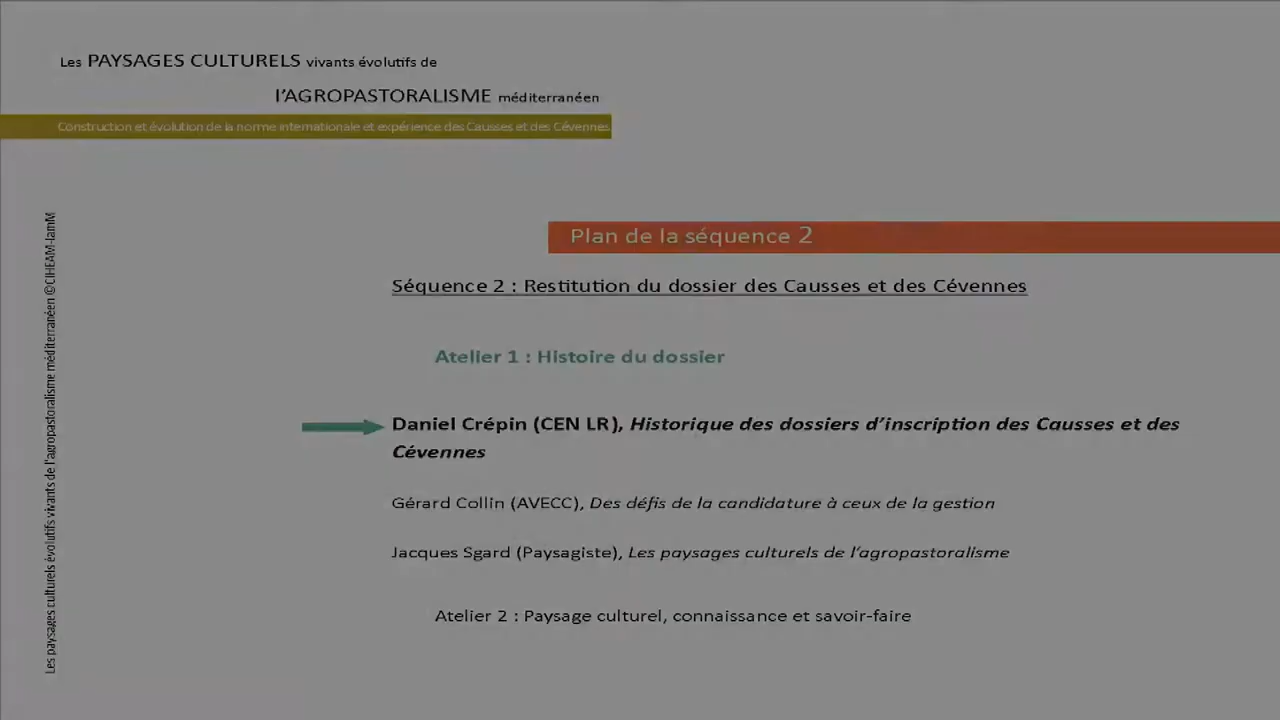 Les PAYSAGES CULTURELS vivants évolutifs de
l'AGROPASTORALISME méditerranéen
Construction et évolution de la norme internationale et expérience des Causses et des Cévennes
Plan de la séquence 2
Séquence 2 : Restitution du dossier des Causses et des Cévennes
Atelier 1 : Histoire du dossier
Daniel Crépin (CEN LR), Historique des dossiers d'inscription des Causses et des
Cévennes
Gérard Collin (AVECC), Des défis de la candidature à ceux de la gestion
Jacques Sgard (Paysagiste), Les paysages culturels de l'agropastoralisme
Atelier 2 : Paysage culturel, connaissance et savoir-faire
Les paysages culturels évolutifs vivants de l'agropastoralisme méditerranéen ©CIHEAM-IamM